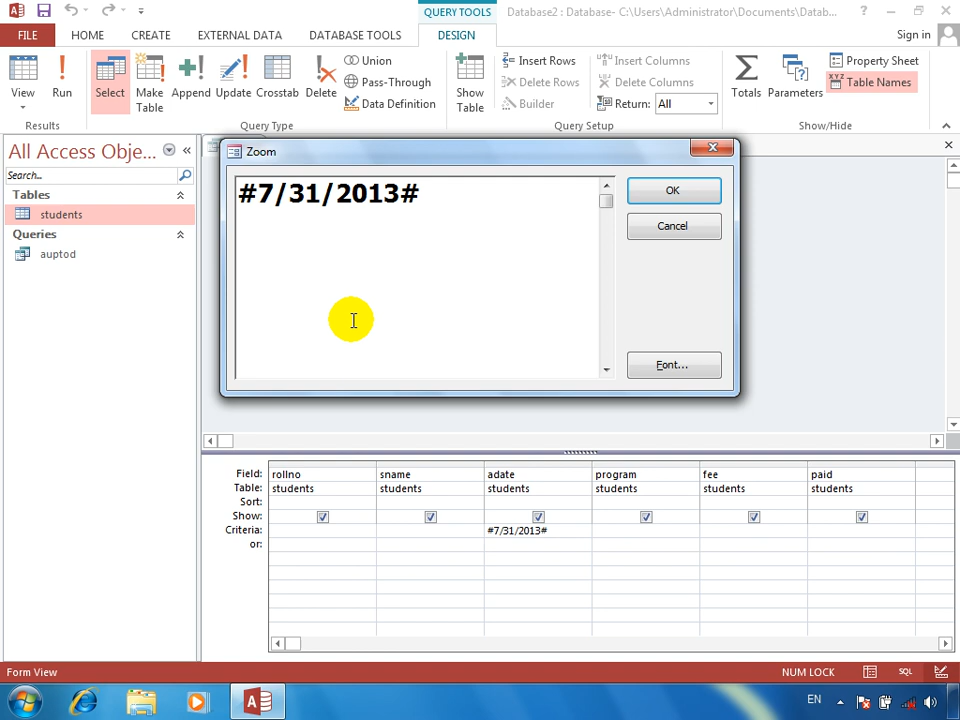 QUERY TOOLS
Database2 : Database- C:\Users\Administrator\Documents\Datab...
FILE
HOME
CREATE
EXTERNAL DATA
DATABASE TOOLS
DESIGN
Sign in
View
Run
Select
Make Table
Append
Update
Crosstab
Delete
Union
Pass-Through
Data Definition
Show Table
Insert Rows
Delete Rows
Builder
Insert Columns
Delete Columns
Return: All
Totals
Parameters
Property Sheet
Table Names
Results
Query Type
Query Setup
Show/Hide
All Access Obje...
Search...
Tables
students
Queries
auptod
Zoom
#7/31/2013#
OK
Cancel
Font...
Field: rollno sname adate program fee paid
Table: students students students students students students
Sort:
Show:
Criteria: #7/31/2013#
or:
Form View
NUM LOCK
SQL
EN